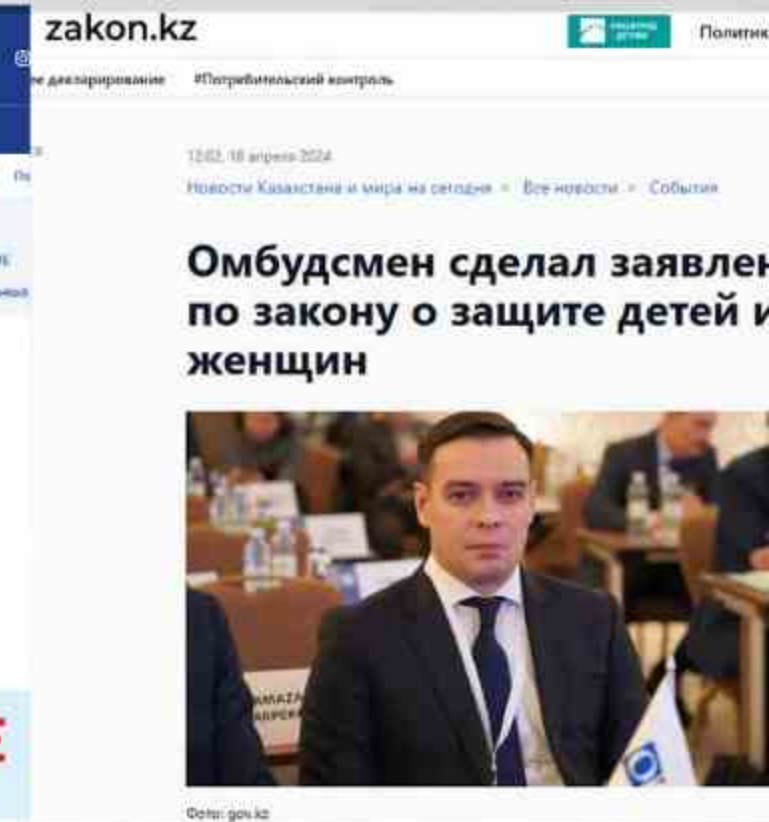 zakon.kz
Политик
ее декларирование #Потребительский контроль
12:02, 18 апреля 2024
Новости Казахстана и мира на сегодня Все новости События
Омбудсмен сделал заявлен
по закону о защите детей и
женщин
Фото: gov.kz